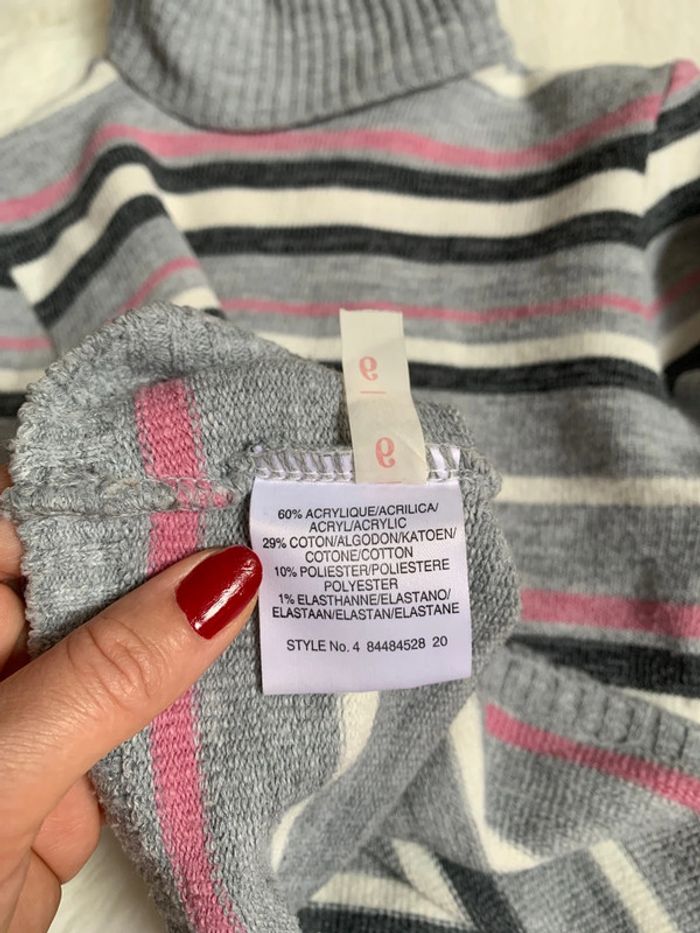 9
9
60% ACRYLIQUE/ACRILICA/
ACRYL/ACRYLIC
29% COTON/ALGODON/KATOEN/
COTONE/COTTON
10% POLIESTER/POLIESTERE
POLYESTER
1% ELASTHANNE/ELASTANO/
ELASTAAN/ELASTAN/ELASTANE
STYLE No. 4 84484528 20